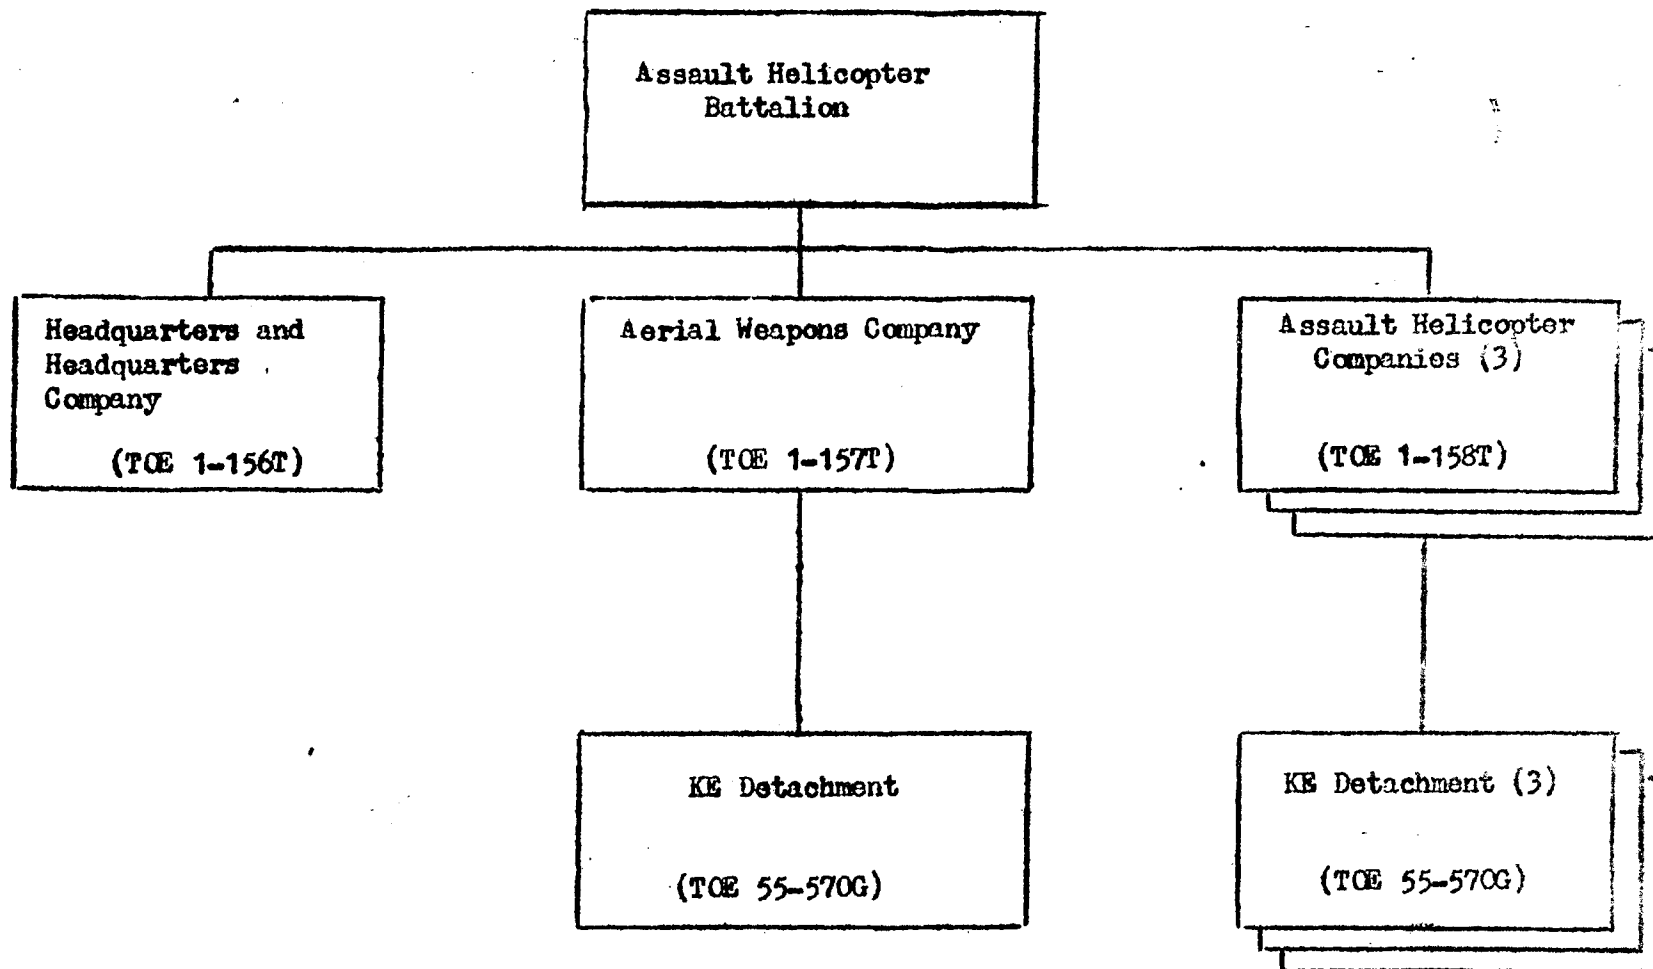 Assault Helicopter
Battalion
Headquarters and
Headquarters
Company
(TOE 1-156T)
Aerial Weapons Company
(TOE 1-157T)
Assault Helicopter
Companies (3)
(TOE 1-158T)
KE Detachment
(TOE 55-570G)
KE Detachment (3)
(TOE 55-570G)